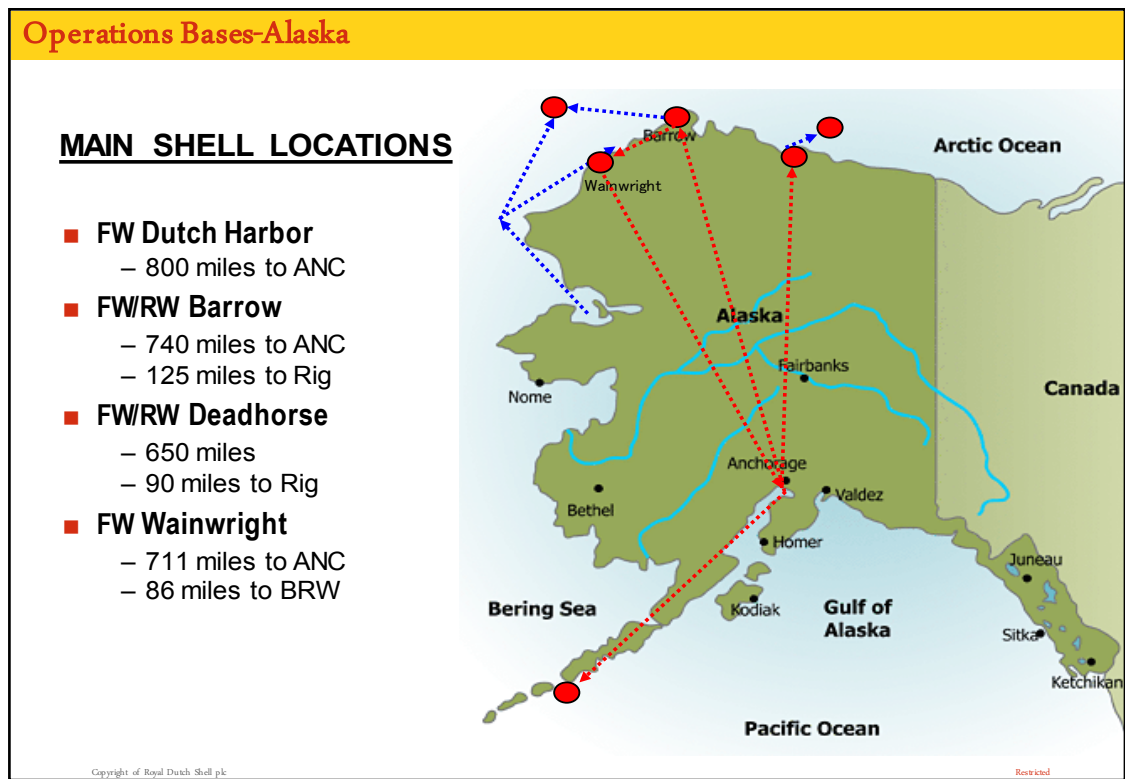 Operations Bases-Alaska
MAIN SHELL LOCATIONS
■ FW Dutch Harbor
– 800 miles to ANC
■ FW/RW Barrow
– 740 miles to ANC
– 125 miles to Rig
■ FW/RW Deadhorse
– 650 miles
– 90 miles to Rig
■ FW Wainwright
– 711 miles to ANC
– 86 miles to BRW
Barrow
Wainwright
Arctic Ocean
Alaska
Fairbanks
Canada
Nome
Anchorage
Valdez
Bethel
Homer
Juneau
Bering Sea
Kodiak
Gulf of
Alaska
Sitka
Ketchikan
Pacific Ocean
Copyright of Royal Dutch Shell plc
Restricted